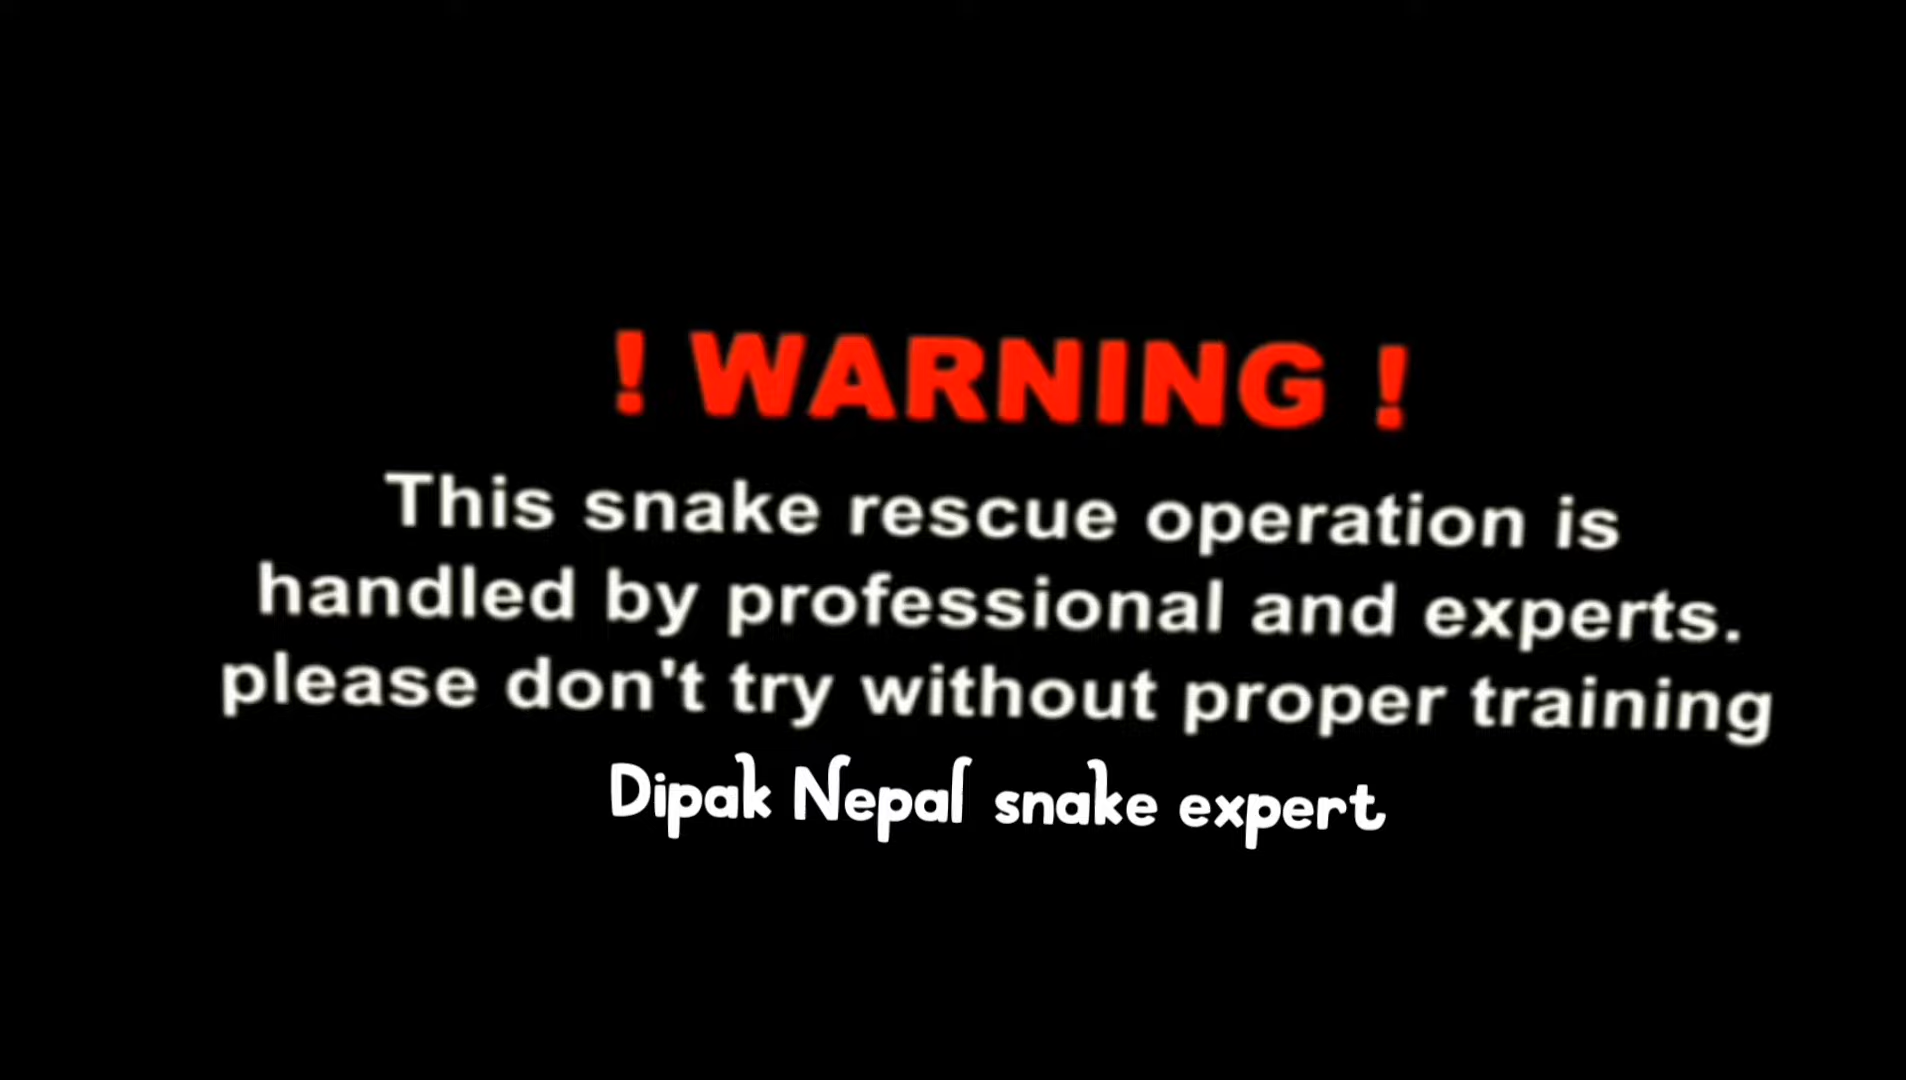 ! WARNING !
This snake rescue operation is
handled by professional and experts.
please don't try without proper training
Dipak Nepal snake expert